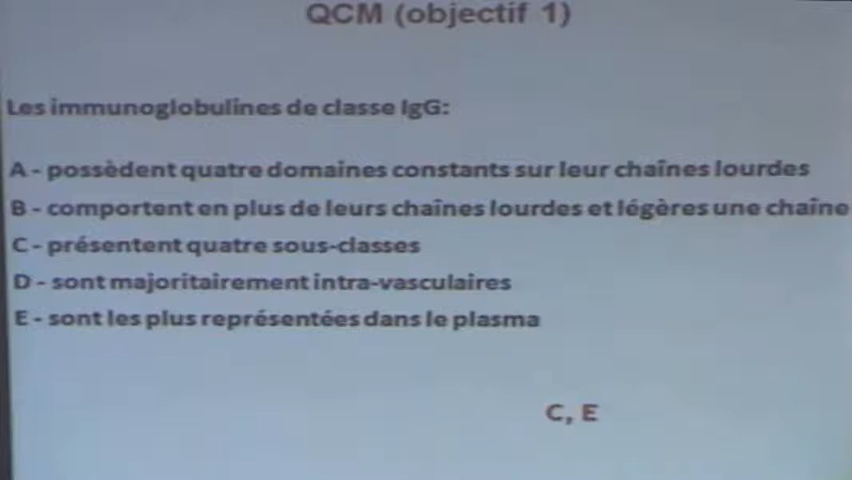 QCM (objectif 1)
Les immunoglobulines de classe IgG:
A - possèdent quatre domaines constants sur leur chaînes lourdes
B - comportent en plus de leurs chaînes lourdes et légères une chaîne
C - présentent quatre sous-classes
D - sont majoritairement intra-vasculaires
E - sont les plus représentées dans le plasma
C, E